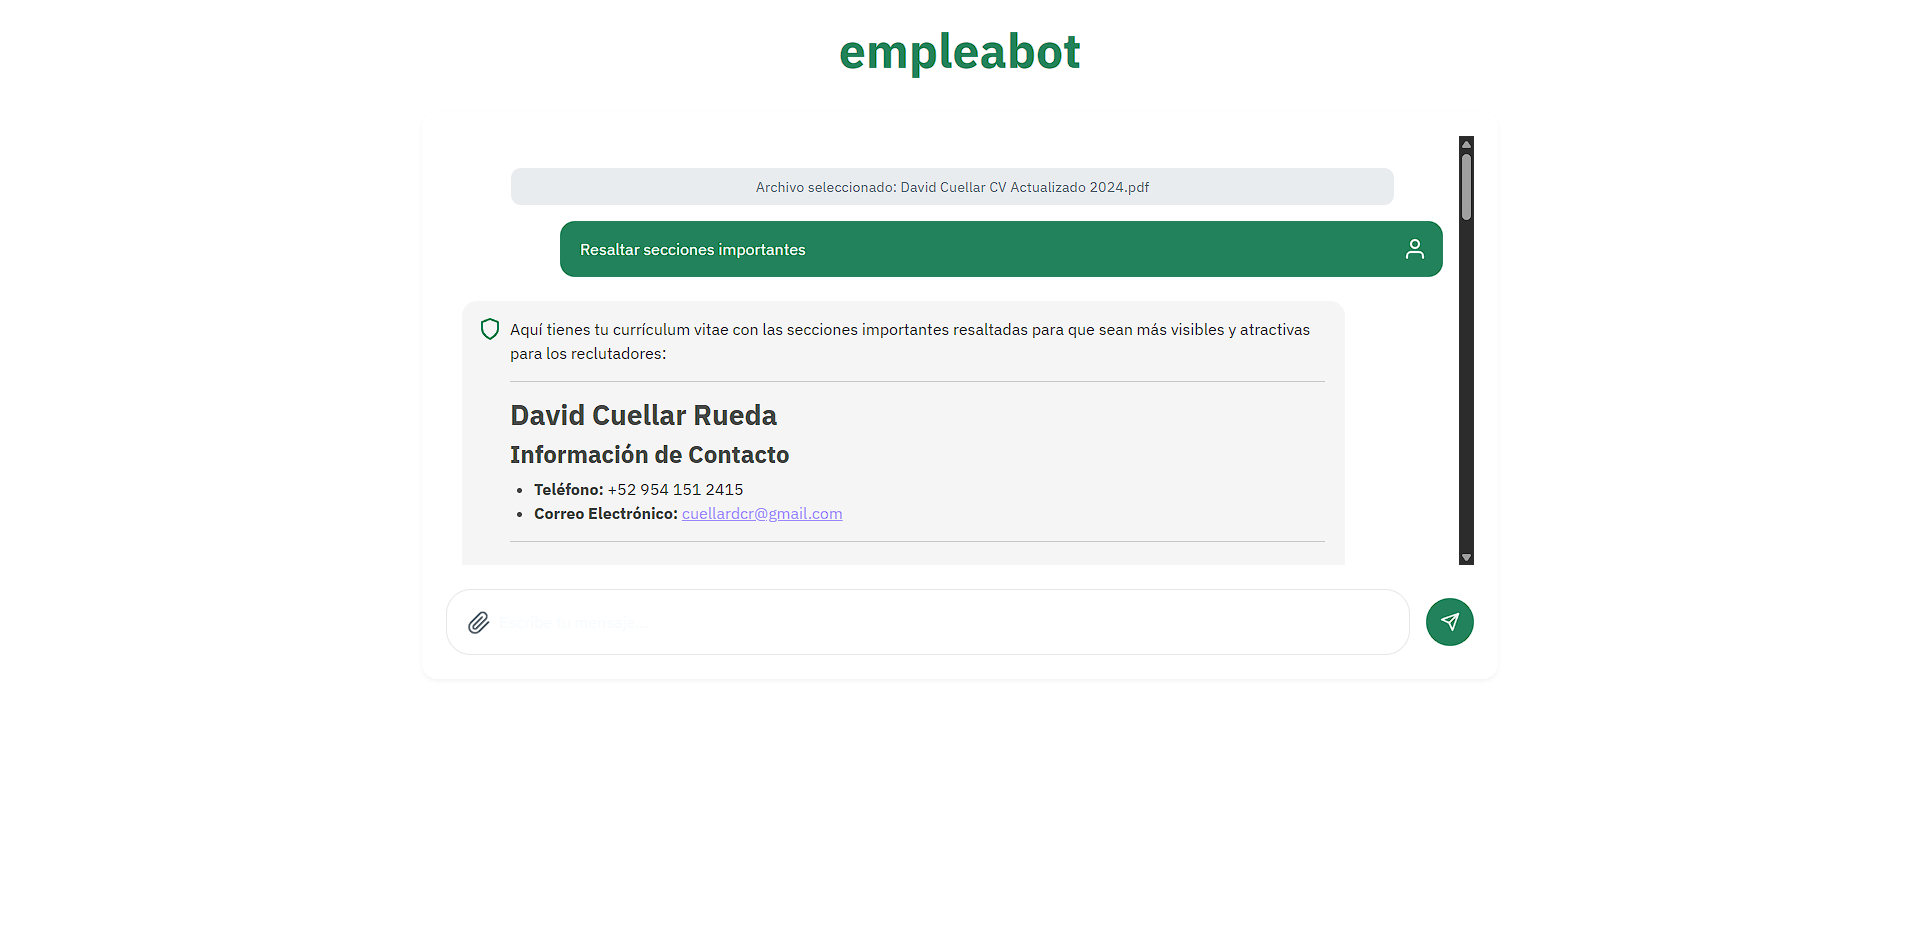 empleabot
Archivo seleccionado: David Cuellar CV Actualizado 2024.pdf
Resaltar secciones importantes
Aquí tienes tu currículum vitae con las secciones importantes resaltadas para que sean más visibles y atractivas
para los reclutadores:
David Cuellar Rueda
Información de Contacto
Teléfono: +52 954 151 2415
Correo Electrónico: cuellardcr@gmail.com
Escribe tu mensaje...